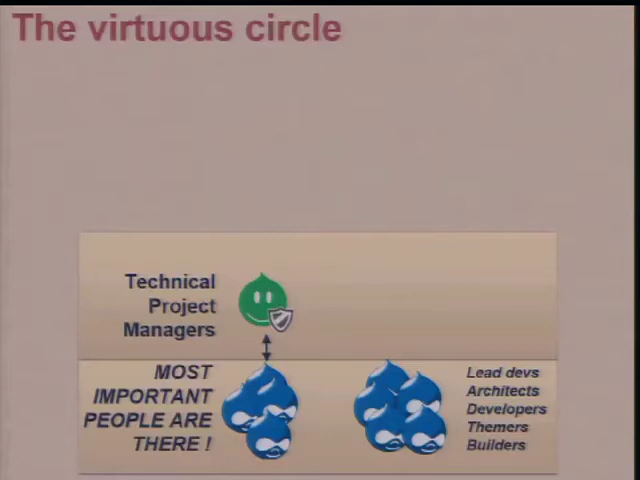 The virtuous circle
Technical
Project
Managers
MOST
IMPORTANT
PEOPLE ARE
THERE !
Lead devs
Architects
Developers
Themers
Builders